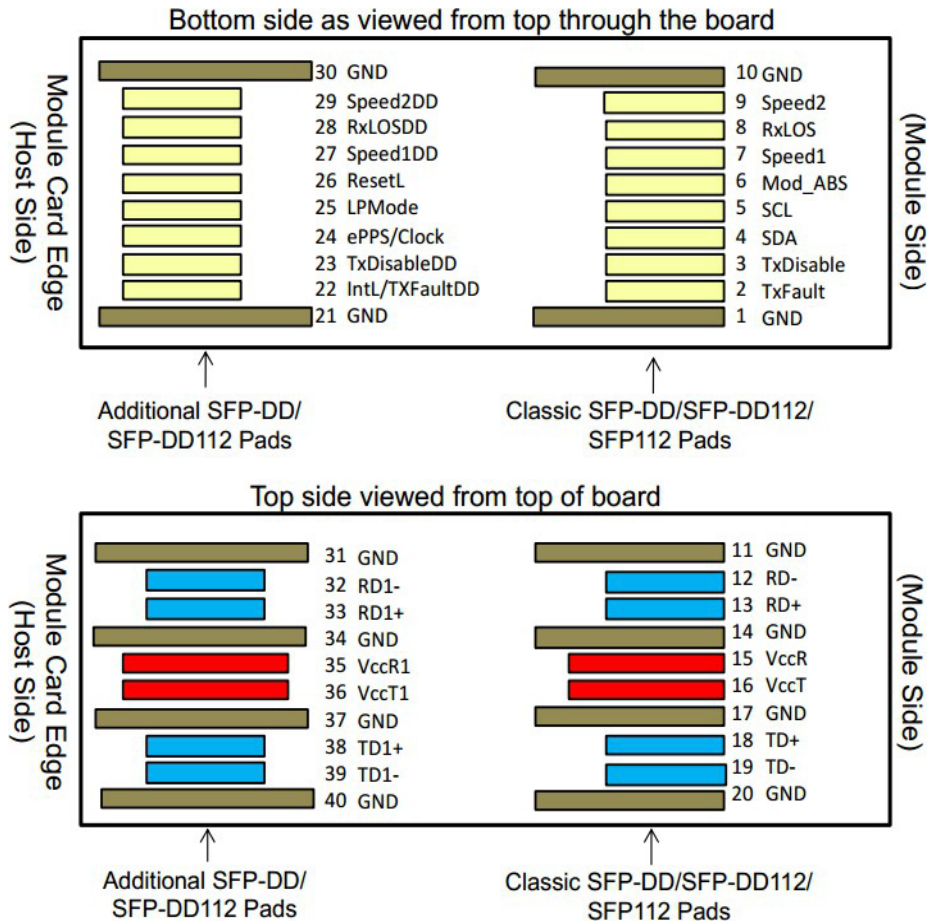 Bottom side as viewed from top through the board
Module Card Edge
(Host Side)
30 GND
29 Speed2DD
28 RxLOSDD
27 Speed1DD
26 ResetL
25 LPMode
24 ePPS/Clock
23 TxDisableDD
22 IntL/TXFaultDD
21 GND
10 GND
9 Speed2
8 RxLOS
7 Speed1
6 Mod_ABS
5 SCL
4 SDA
3 TxDisable
2 TxFault
1 GND
(Module Side)
Additional SFP-DD/
SFP-DD112 Pads
Classic SFP-DD/SFP-DD112/
SFP112 Pads
Top side viewed from top of board
Module Card Edge
(Host Side)
31 GND
32 RD1-
33 RD1+
34 GND
35 VccR1
36 VccT1
37 GND
38 TD1+
39 TD1-
40 GND
11 GND
12 RD-
13 RD+
14 GND
15 VccR
16 VccT
17 GND
18 TD+
19 TD-
20 GND
(Module Side)
Additional SFP-DD/
SFP-DD112 Pads
Classic SFP-DD/SFP-DD112/
SFP112 Pads